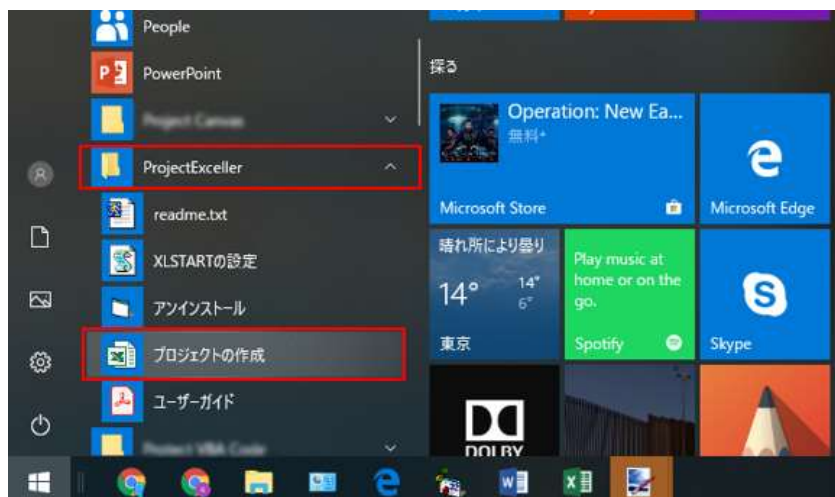 People
PowerPoint
ProjectExceller
readme.txt
XLSTARTの設定
アンインストール
プロジェクトの作成
ユーザーガイド
探る
Operation: New Ea...
無料+
Microsoft Store
Microsoft Edge
晴れ所により曇り
14°
14°
6°
東京
Play music at
home or on the
go.
Spotify
Skype
DOLBY